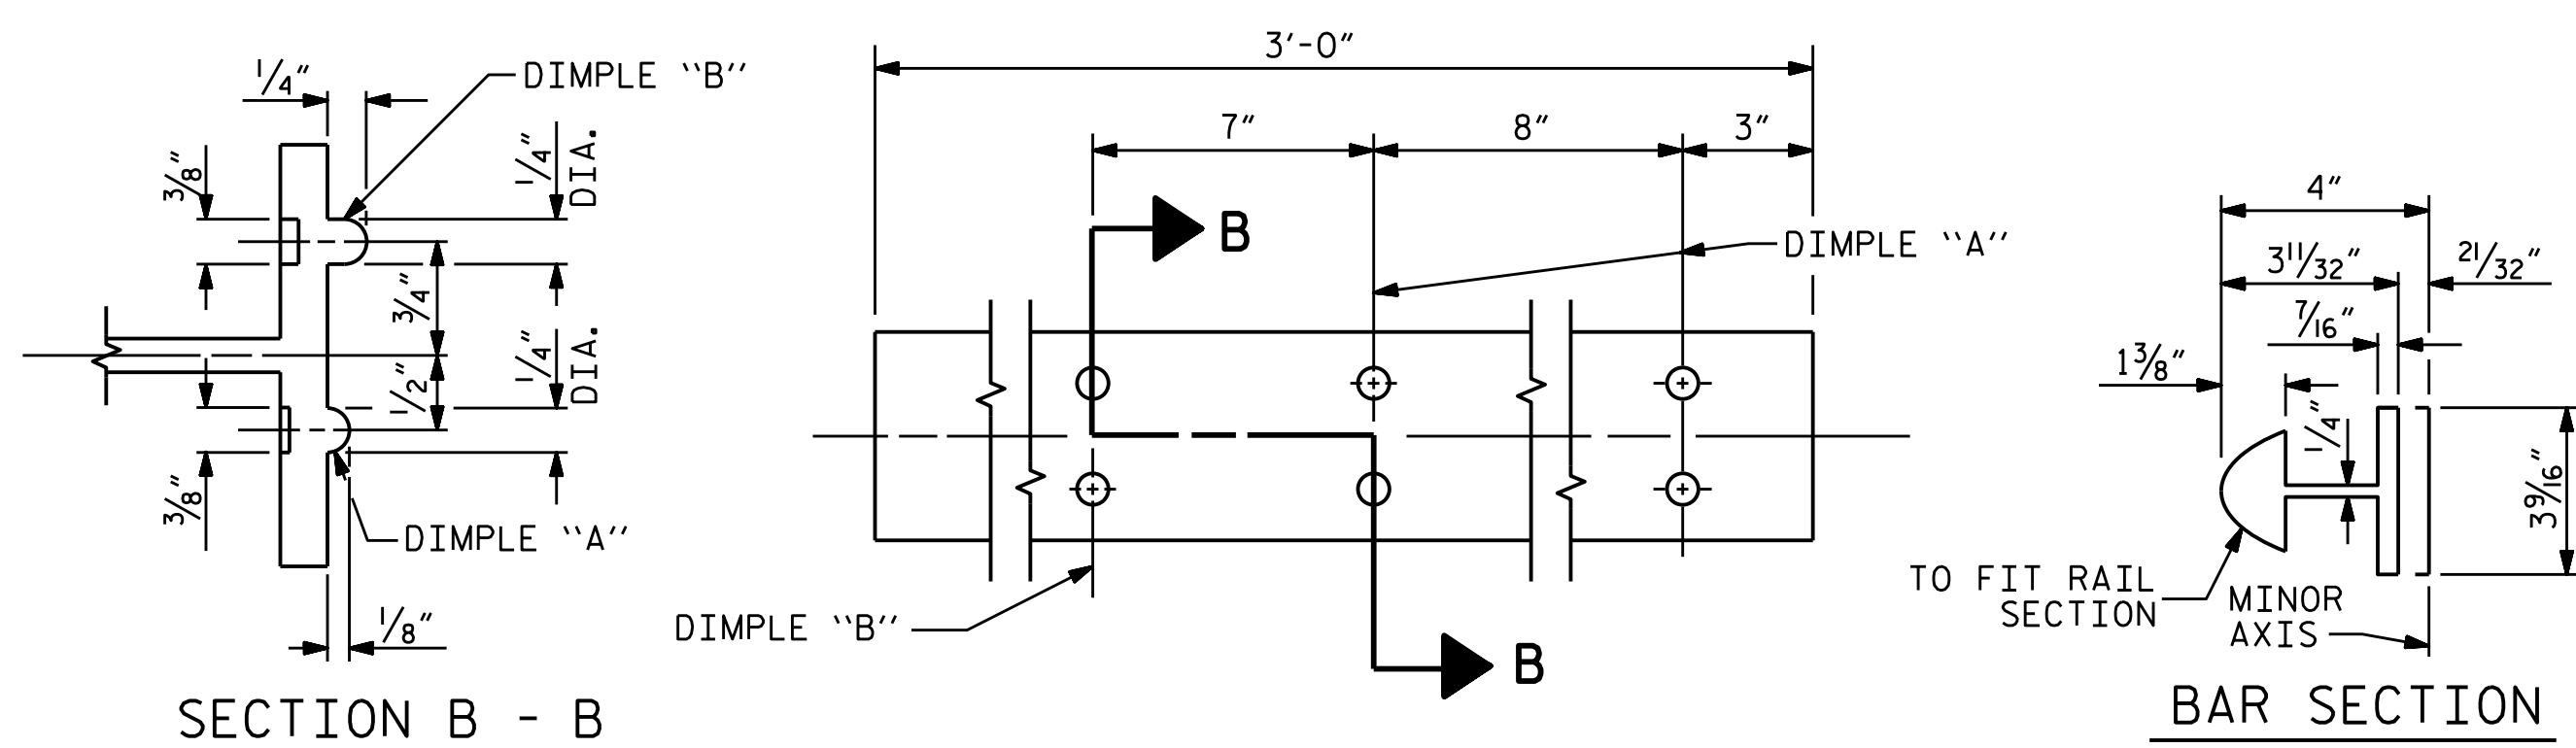 1/4"
DIMPLE "B"
3/8"
1/4" DIA.
3/4"
1/2"
1/4" DIA.
3/8"
DIMPLE "A"
1/8"
SECTION B - B
3'-0"
7"
8"
3"
B
DIMPLE "A"
DIMPLE "B"
B
4"
3 11/32"
21/32"
7/16"
1 3/8"
1/4"
3 9/16"
TO FIT RAIL
SECTION
MINOR
AXIS
BAR SECTION